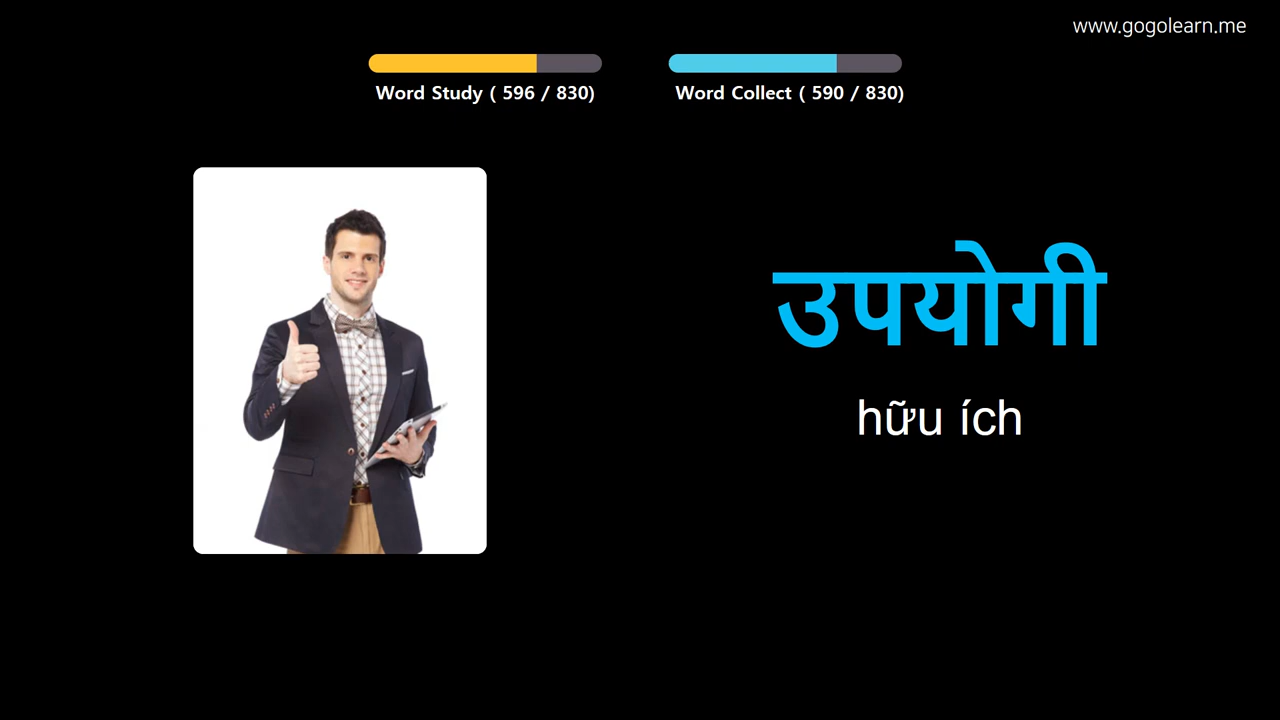 www.gogolearn.me
Word Study ( 596 / 830)
Word Collect ( 590 / 830)
उपयोगी
hữu ích